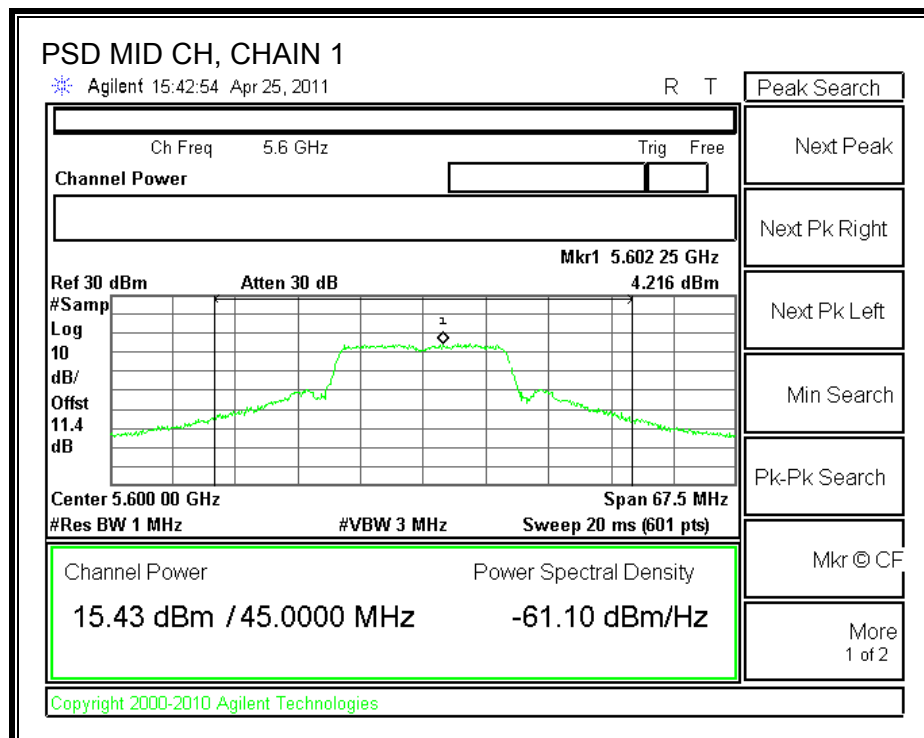 PSD MID CH, CHAIN 1
Agilent 15:42:54 Apr 25, 2011 R T
Peak Search
Ch Freq 5.6 GHz Trig Free
Next Peak
Channel Power
Next Pk Right
Mkr1 5.602 25 GHz
Ref 30 dBm Atten 30 dB 4.216 dBm
#Samp
Log
10
dB/
Offst
11.4
dB
1
Next Pk Left
Min Search
Pk-Pk Search
Center 5.600 00 GHz Span 67.5 MHz
#Res BW 1 MHz #VBW 3 MHz Sweep 20 ms (601 pts)
Mkr © CF
Channel Power Power Spectral Density
15.43 dBm / 45.0000 MHz -61.10 dBm/Hz
More
1 of 2
Copyright 2000-2010 Agilent Technologies